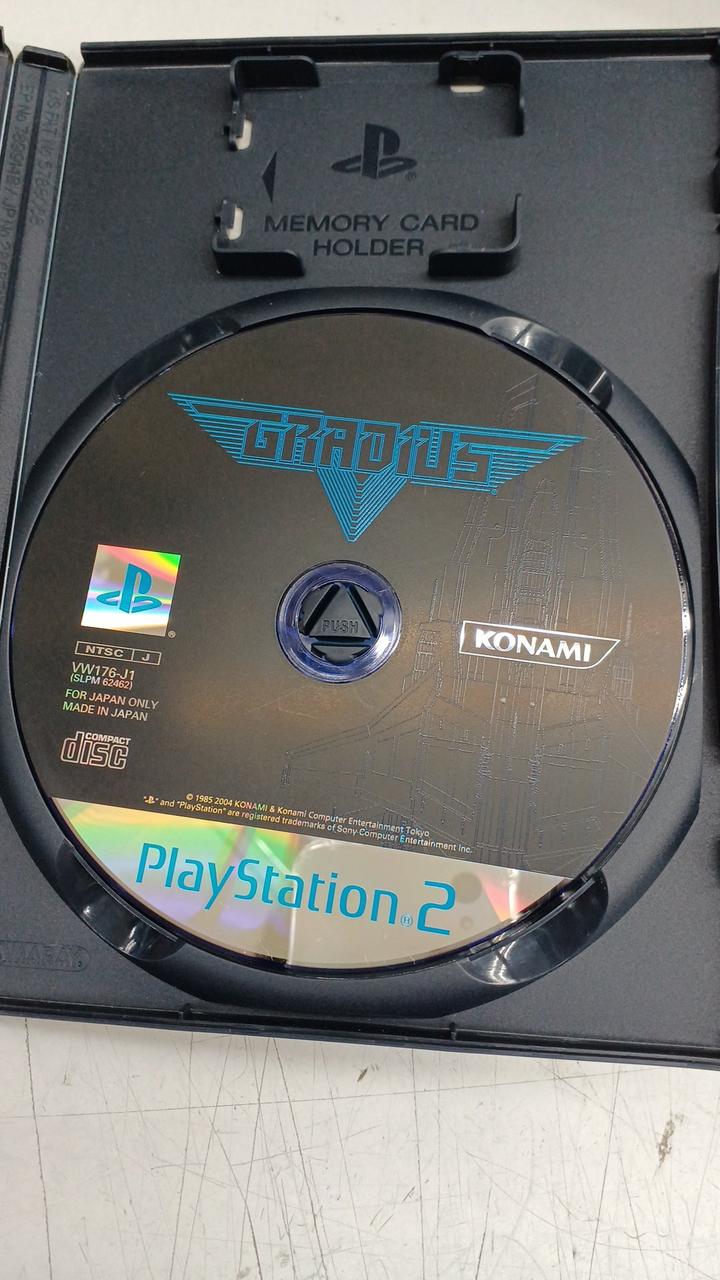 MEMORY CARD
HOLDER
GRADIUS
PUSH
KONAMI
NTSC J
VW176-J1
(SLPM 62462)
FOR JAPAN ONLY
MADE IN JAPAN
COMPACT
disc
© 1985 2004 KONAMI & Konami Computer Entertainment Tokyo
" " and "PlayStation" are registered trademarks of Sony Computer Entertainment Inc.
PlayStation®2